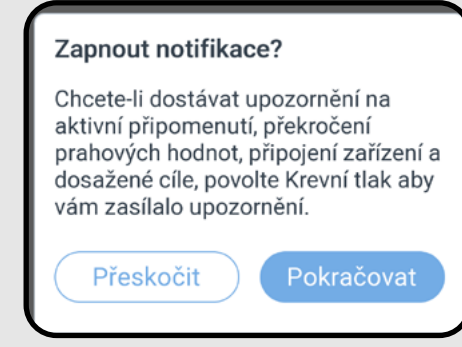 Zapnout notifikace?
Chcete-li dostávat upozornění na
aktivní připomenutí, překročení
prahových hodnot, připojení zařízení a
dosažené cíle, povolte Krevní tlak aby
vám zasílalo upozornění.
Přeskočit
Pokračovat